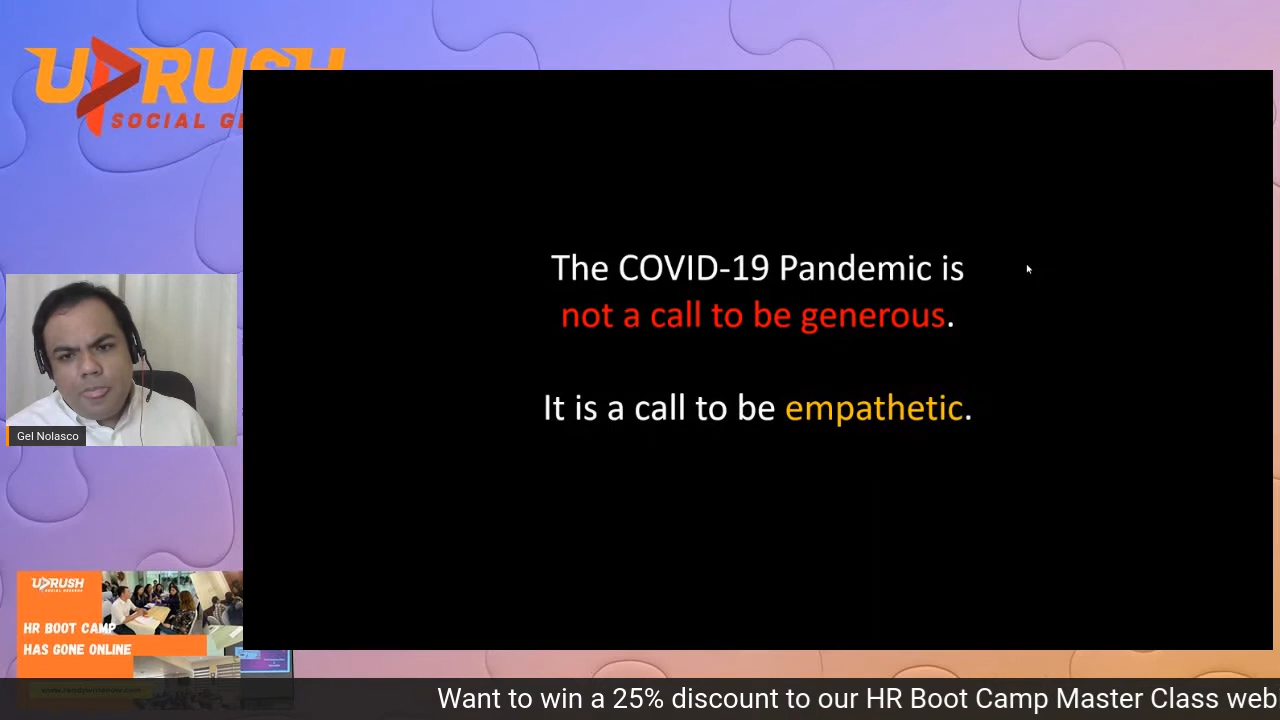 UPRUSH
SOCIAL
The COVID-19 Pandemic is
not a call to be generous.
It is a call to be empathetic.
Gel Nolasco
UPRUSH
HR BOOT CAMP
HAS GONE ONLINE
Want to win a 25% discount to our HR Boot Camp Master Class web